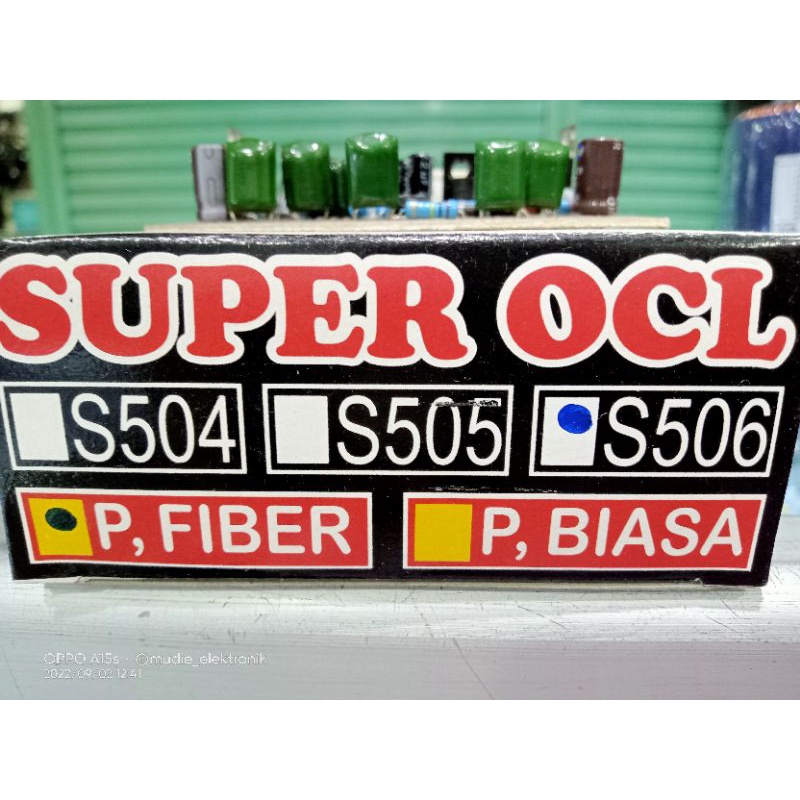 SUPER OCL
S504 S505 S506
P, FIBER P, BIASA
OPPO A15s · @mudie_elektronik
2022/09/02 12:41